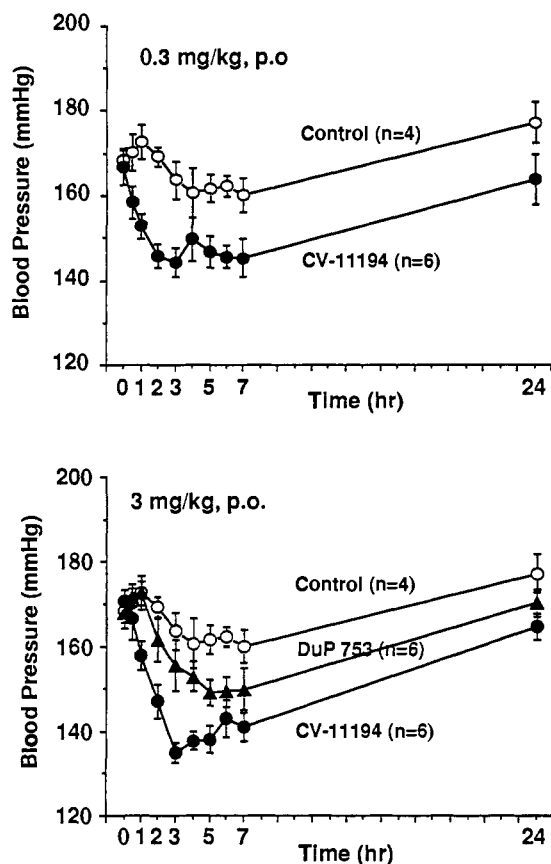 200
0.3 mg/kg, p.o
180
Control (n=4)
160
CV-11194 (n=6)
140
120
Blood Pressure (mmHg)
0 1 2 3 5 7 24
Time (hr)
200
3 mg/kg, p.o.
180
Control (n=4)
DuP 753 (n=6)
160
CV-11194 (n=6)
140
120
Blood Pressure (mmHg)
0 1 2 3 5 7 24
Time (hr)